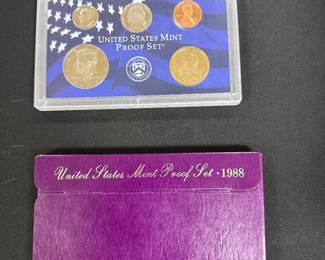 UNITED STATES MINT
PROOF SET®
United States Mint Proof Set • 1988